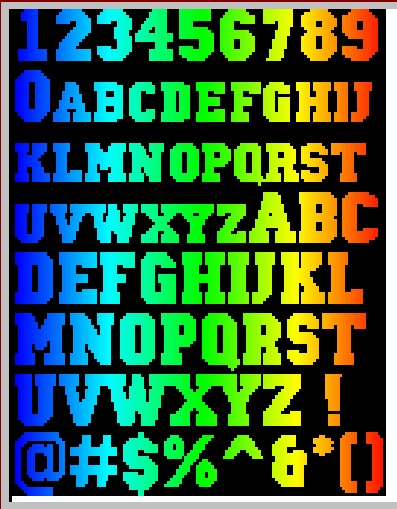 123456789
0ABCDEFGHIJ
KLMNOPQRST
UVWXYZABC
DEFGHIJKL
MNOPQRST
UVWXYZ !
@#$%^&*()